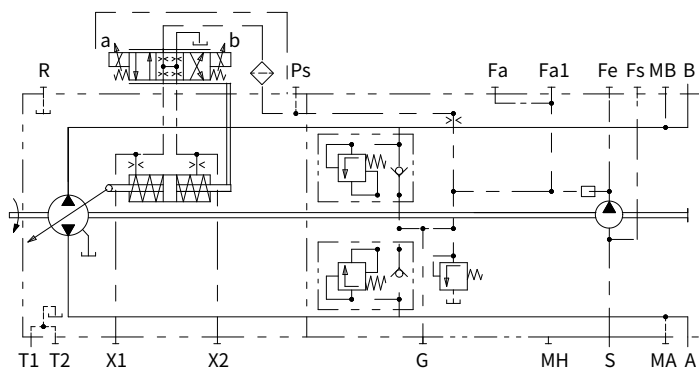 a b
R Ps Fa Fa1 Fe Fs MB B
T1 T2 X1 X2 G MH S MA A